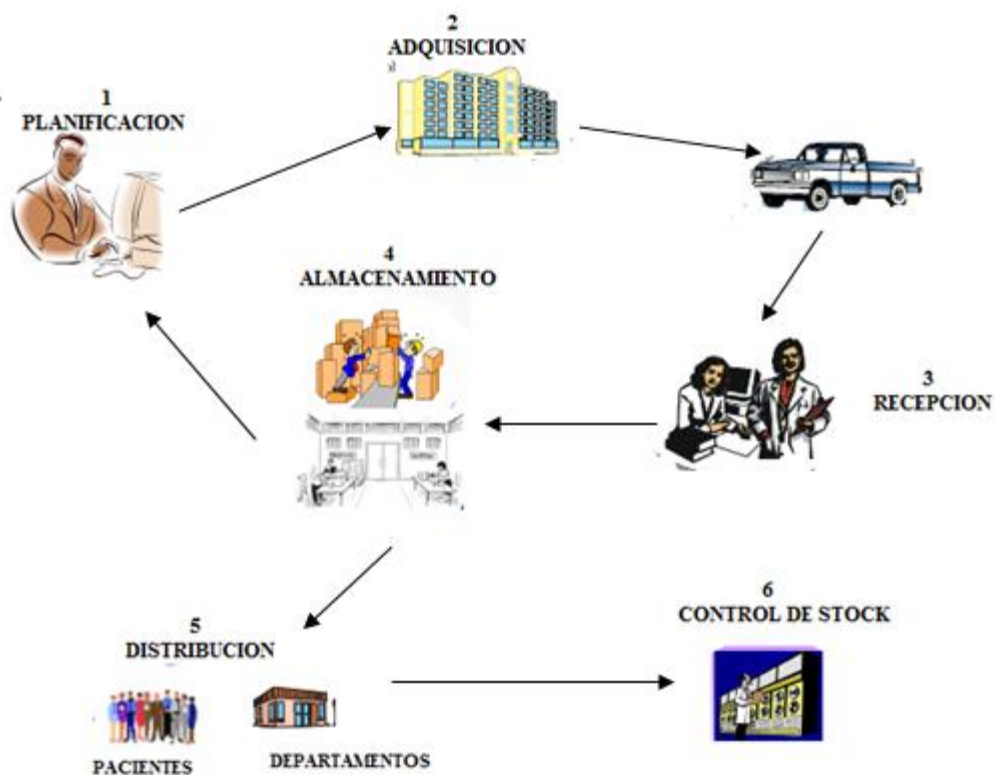 1
PLANIFICACION
2
ADQUISICION
3
RECEPCION
4
ALMACENAMIENTO
5
DISTRIBUCION
PACIENTES
DEPARTAMENTOS
6
CONTROL DE STOCK